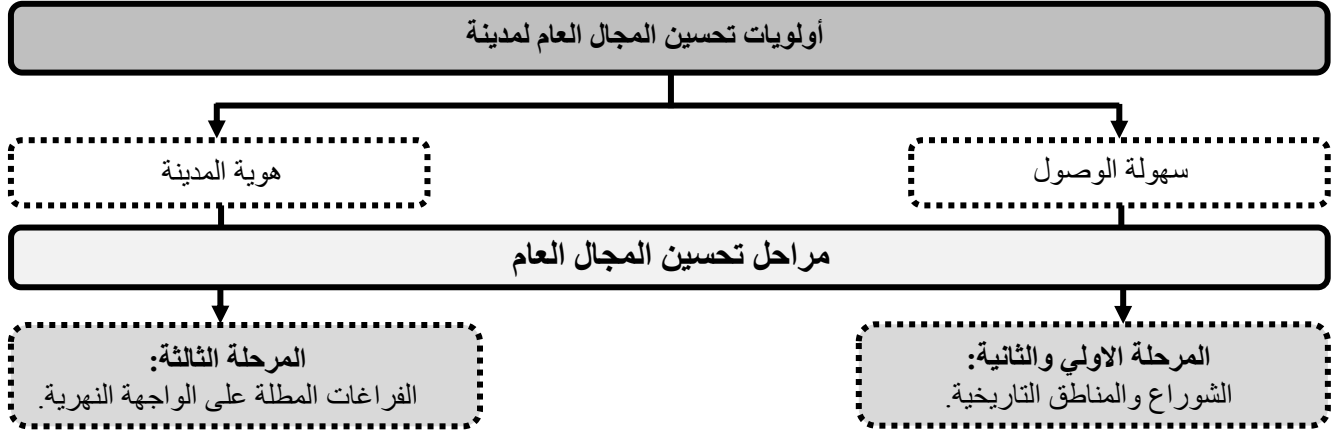 أولويات تحسين المجال العام لمدينة
سهولة الوصول
هوية المدينة
مراحل تحسين المجال العام
المرحلة الاولي والثانية:
الشوراع والمناطق التاريخية.
المرحلة الثالثة:
الفراغات المطلة على الواجهة النهرية.